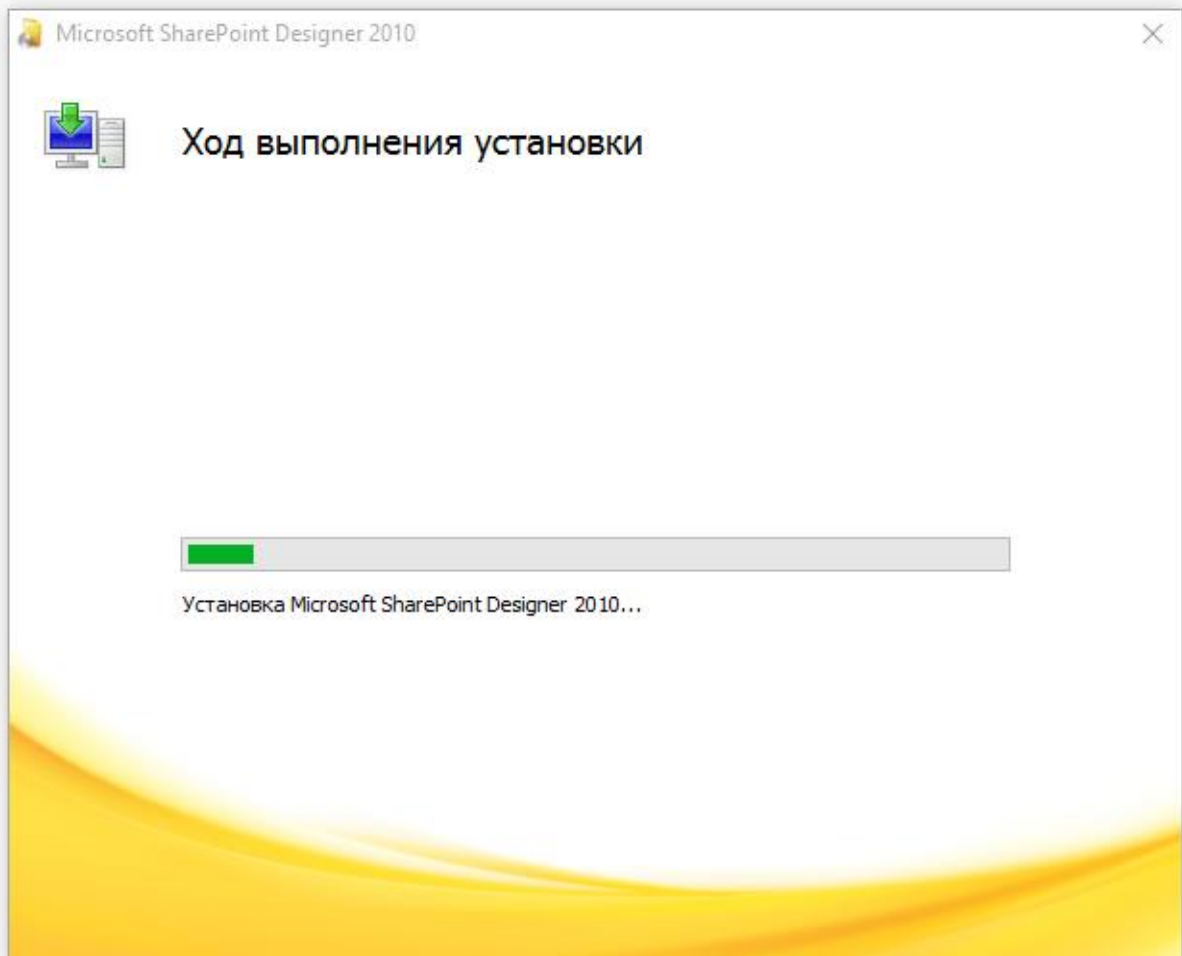 Microsoft SharePoint Designer 2010
Ход выполнения установки
Установка Microsoft SharePoint Designer 2010...